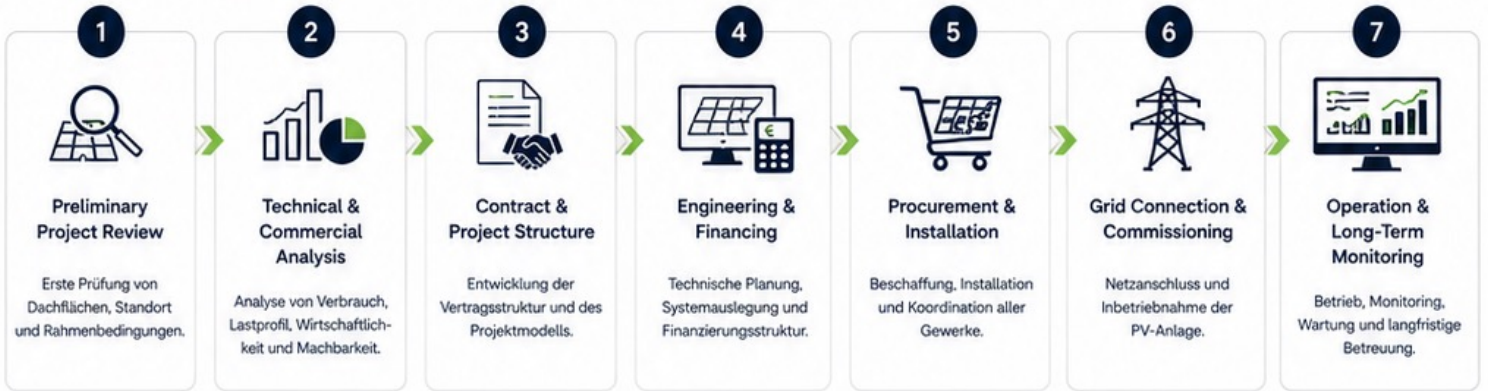 1
Preliminary
Project Review
Erste Prüfung von
Dachflächen, Standort
und Rahmenbedingungen.
2
Technical &
Commercial
Analysis
Analyse von Verbrauch,
Lastprofil, Wirtschaftlich-
keit und Machbarkeit.
3
Contract &
Project Structure
Entwicklung der
Vertragsstruktur und des
Projektmodells.
4
€
Engineering &
Financing
Technische Planung,
Systemauslegung und
Finanzierungsstruktur.
5
Procurement &
Installation
Beschaffung, Installation
und Koordination aller
Gewerke.
6
Grid Connection &
Commissioning
Netzanschluss und
Inbetriebnahme der
PV-Anlage.
7
Operation &
Long-Term
Monitoring
Betrieb, Monitoring,
Wartung und langfristige
Betreuung.